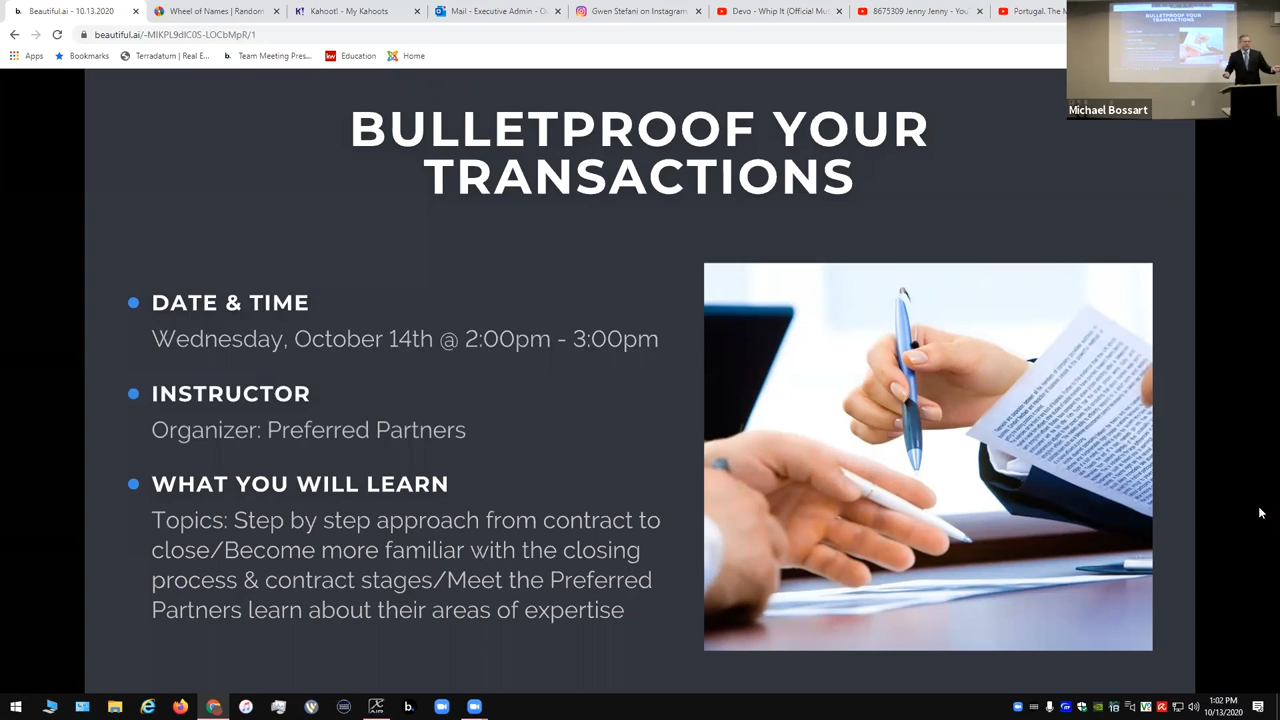 Beautiful.ai - 10.13.2020
Wheel of Names | Random
Kahoot! - My Kahoots
Mail - Executive Admin - O
Gwen Stefani on Instagram
Devo - Whip It (Official Mu
8675309 Jenny Jenny - You
Portugal. The M
beautiful.ai/-MIKPL9dIC0S-LOCbMpR/1
Apps
Bookmarks
Terradatum | Real E...
b. Team Meeting Pres...
kw Education
Home
Michael Bossart
BULLETPROOF YOUR
TRANSACTIONS
DATE & TIME
Wednesday, October 14th @ 2:00pm - 3:00pm
INSTRUCTOR
Organizer: Preferred Partners
WHAT YOU WILL LEARN
Topics: Step by step approach from contract to
close/Become more familiar with the closing
process & contract stages/Meet the Preferred
Partners learn about their areas of expertise
1:02 PM
10/13/2020